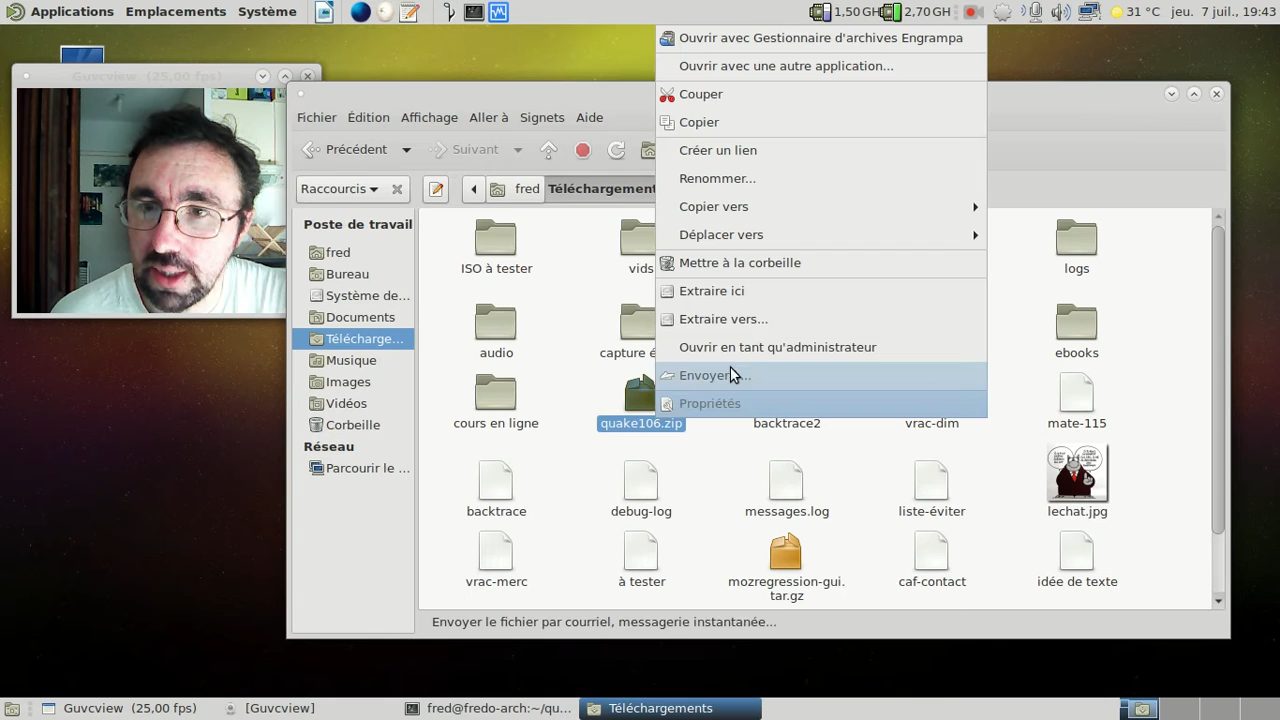 Applications Emplacements Système 1,50 GH 2,70 GH 31 °C jeu. 7 juil., 19:43
Guvcview (25,00 fps)
Fichier Édition Affichage Aller à Signets Aide
Précédent Suivant
Raccourcis fred Téléchargement
Poste de travail
fred
Bureau
Système de...
Documents
Télécharge...
Musique
Images
Vidéos
Corbeille
Réseau
Parcourir le ...
Ouvrir avec Gestionnaire d'archives Engrampa
Ouvrir avec une autre application...
Couper
Copier
Créer un lien
Renommer...
Copier vers
Déplacer vers
Mettre à la corbeille
Extraire ici
Extraire vers...
Ouvrir en tant qu'administrateur
Envoyer ...
Propriétés
ISO à tester vids logs
audio capture é ebooks
cours en ligne quake106.zip backtrace2 vrac-dim mate-115
backtrace debug-log messages.log liste-éviter lechat.jpg
vrac-merc à tester mozregression-gui.
tar.gz caf-contact idée de texte
Envoyer le fichier par courriel, messagerie instantanée...
Guvcview (25,00 fps) [Guvcview] fred@fredo-arch:~/qu... Téléchargements